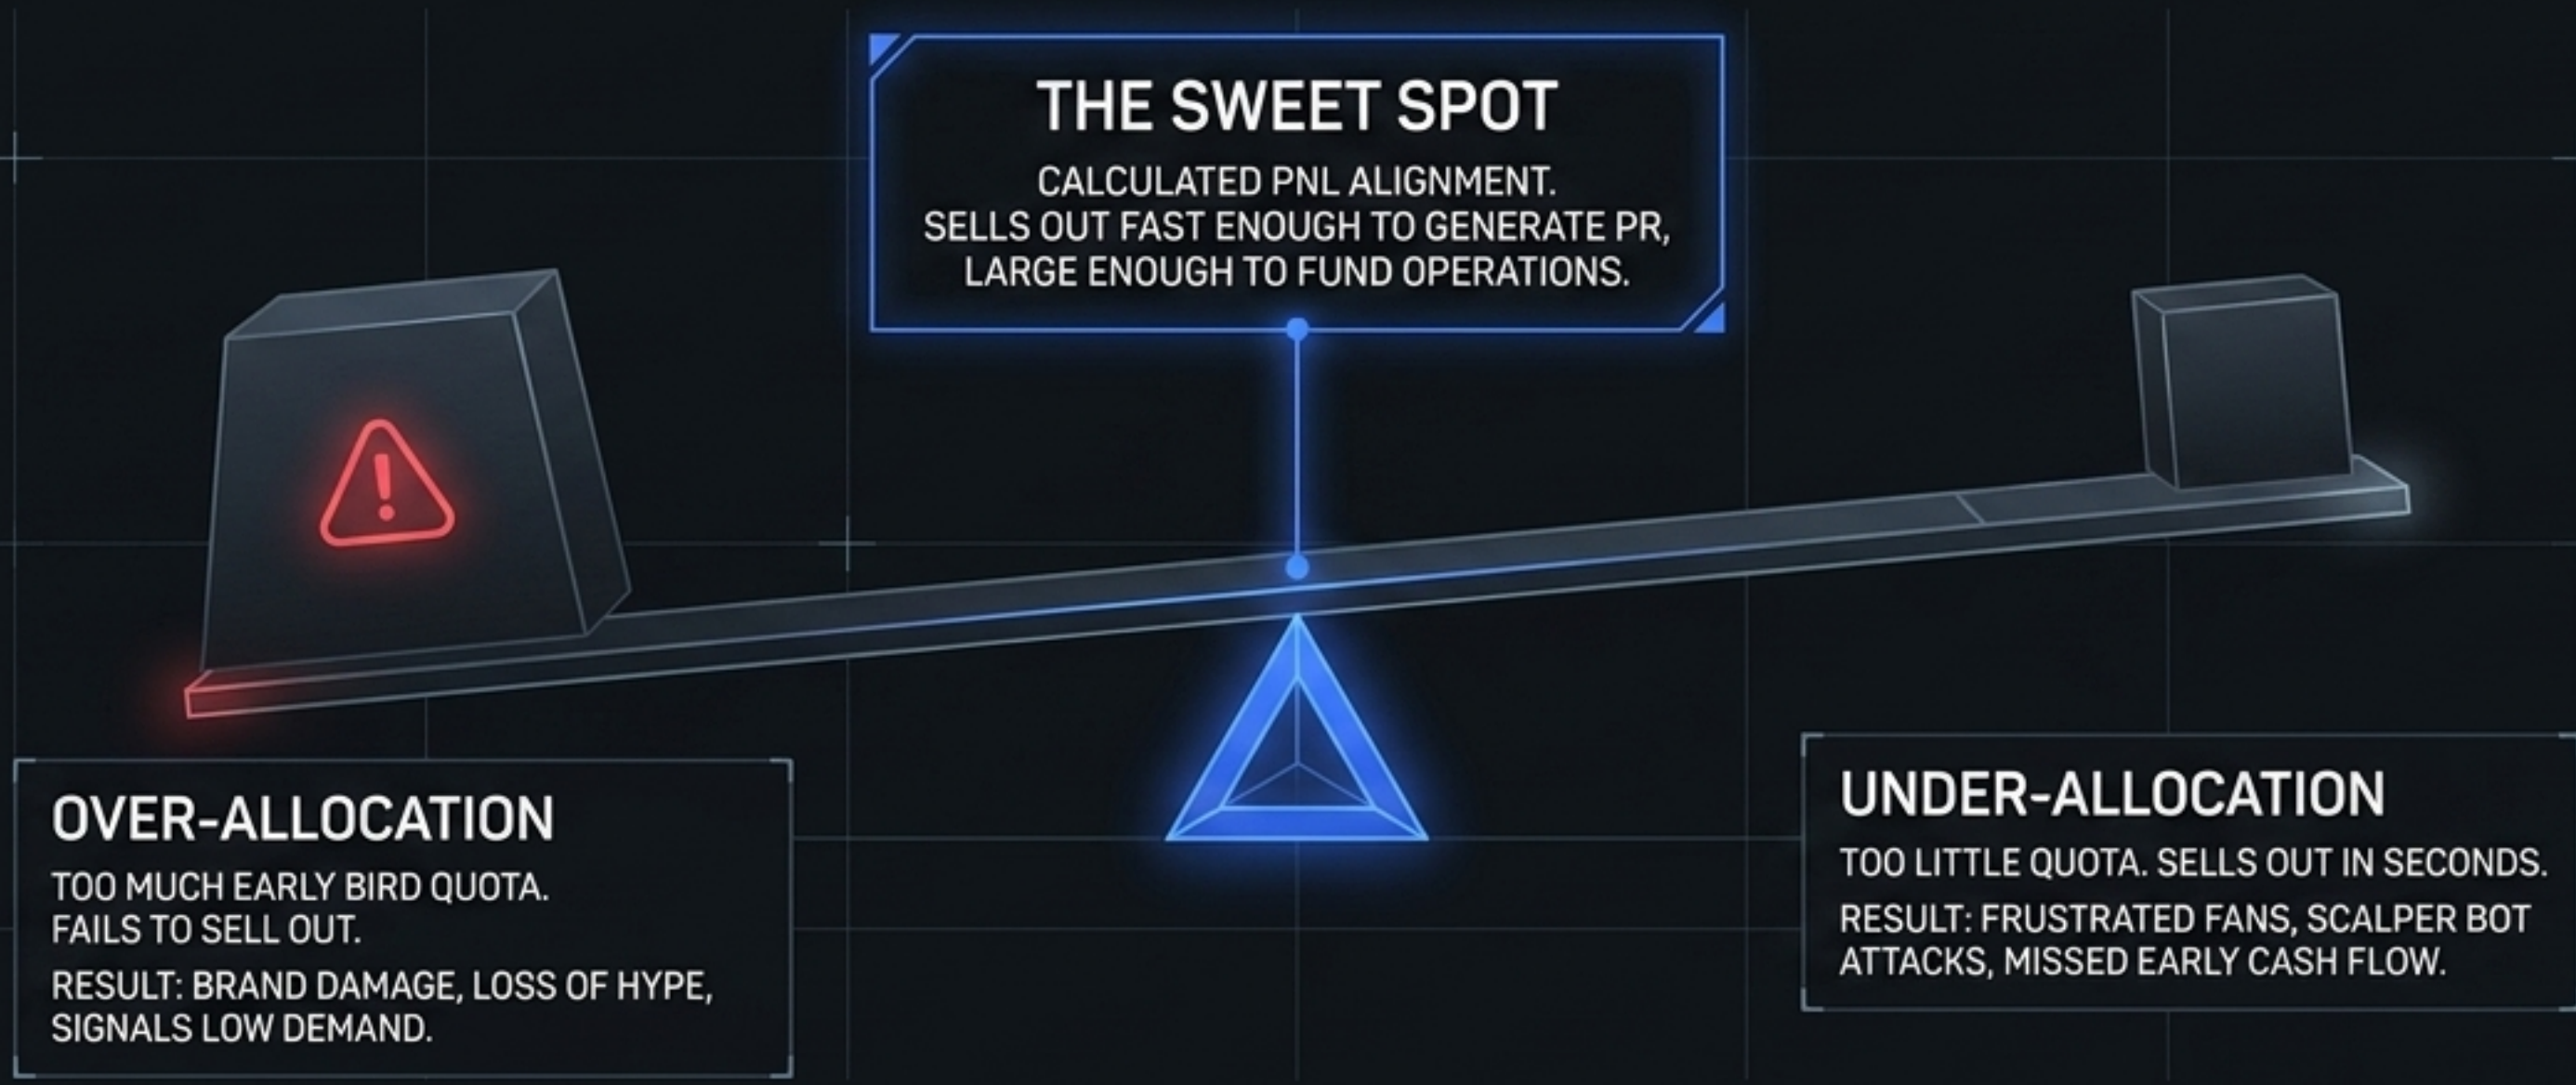 THE SWEET SPOT
CALCULATED PNL ALIGNMENT.
SELLS OUT FAST ENOUGH TO GENERATE PR,
LARGE ENOUGH TO FUND OPERATIONS.
!
OVER-ALLOCATION
TOO MUCH EARLY BIRD QUOTA.
FAILS TO SELL OUT.
RESULT: BRAND DAMAGE, LOSS OF HYPE,
SIGNALS LOW DEMAND.
UNDER-ALLOCATION
TOO LITTLE QUOTA. SELLS OUT IN SECONDS.
RESULT: FRUSTRATED FANS, SCALPER BOT
ATTACKS, MISSED EARLY CASH FLOW.